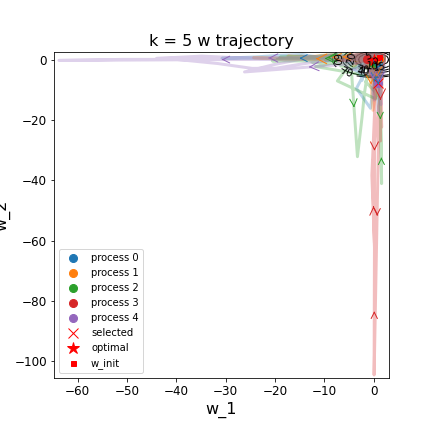 k = 5 w trajectory
0
−20
−40
−60
−80
−100
w_2
process 0
process 1
process 2
process 3
process 4
selected
optimal
w_init
−60
−50
−40
−30
−20
−10
0
w_1